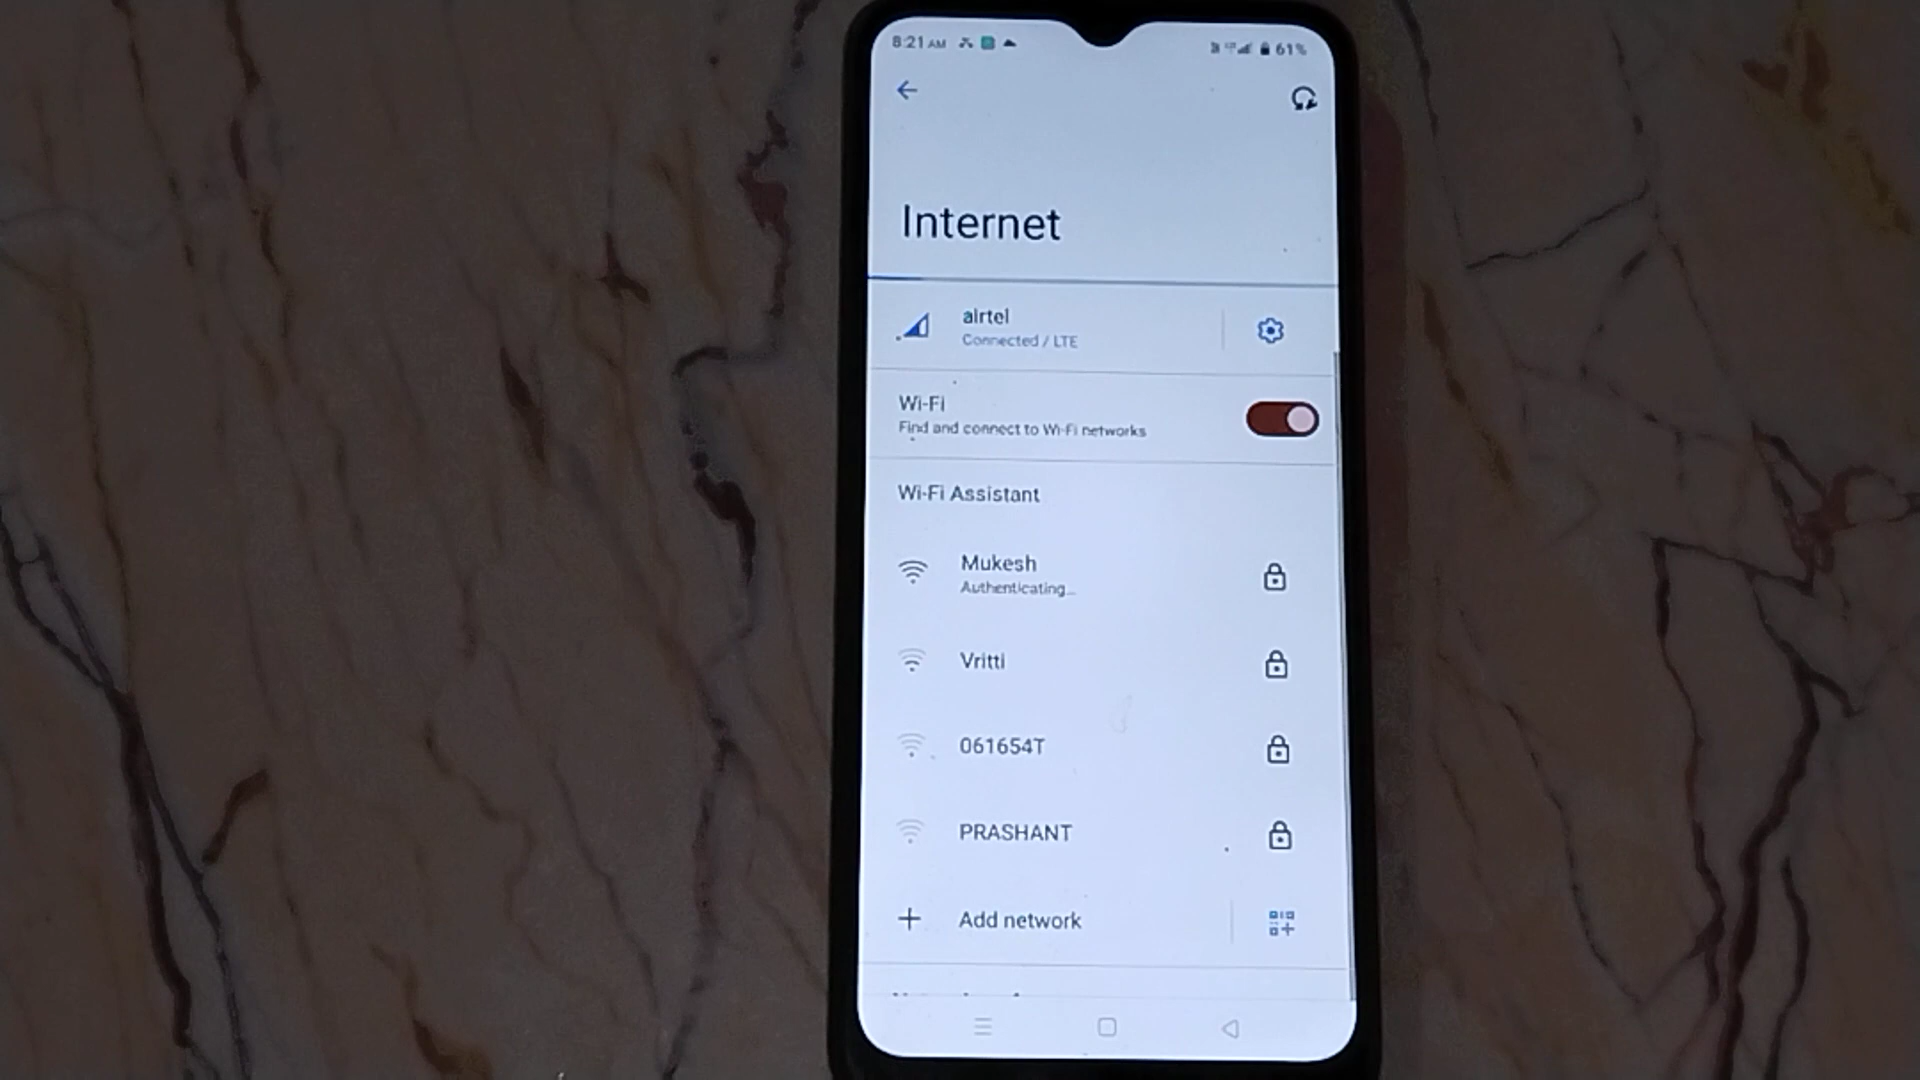 8:21 AM 61%
Internet
airtel
Connected / LTE
Wi-Fi
Find and connect to Wi-Fi networks
Wi-Fi Assistant
Mukesh
Authenticating...
Vritti
061654T
PRASHANT
Add network